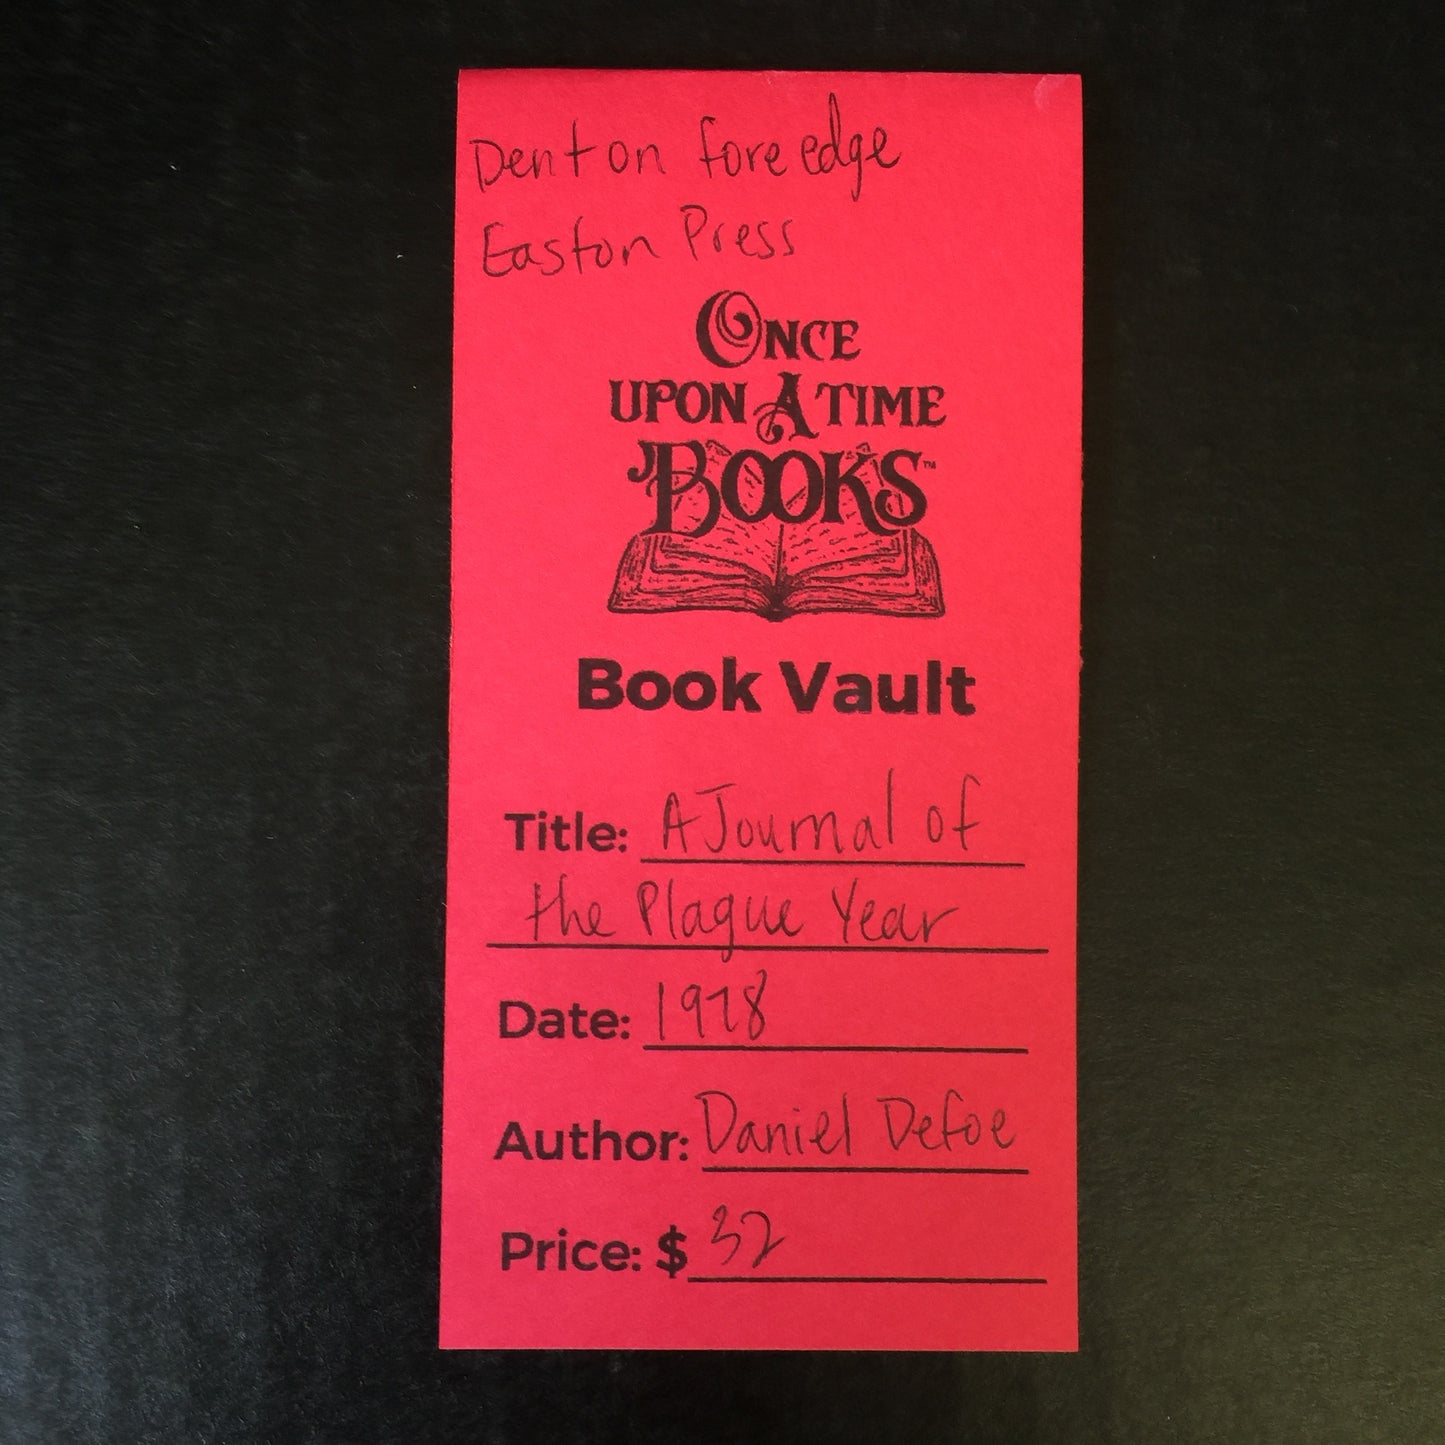 Denton fore edge
Easton Press
ONCE
UPON A TIME
BOOKS™
Book Vault
Title: A Journal of
the Plague Year
Date: 1978
Author: Daniel Defoe
Price: $ 32